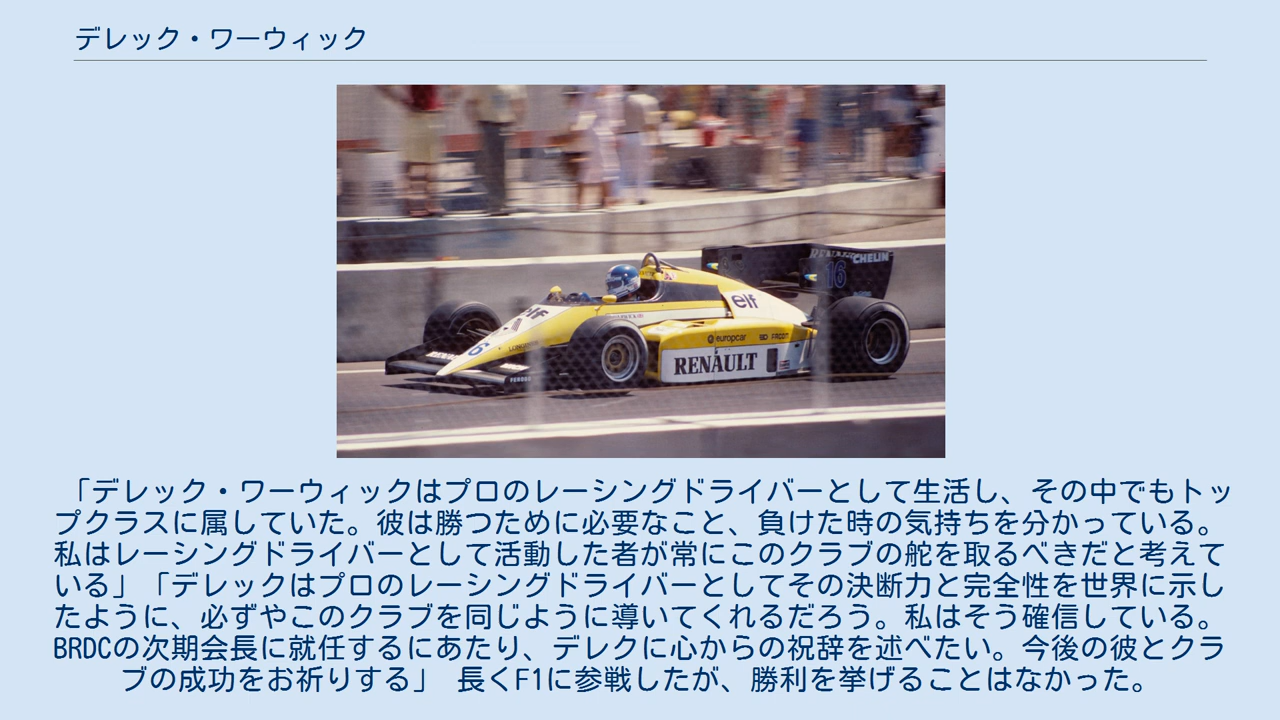 デレック・ワーウィック
RENAULT CHELIN
16
elf
elf
europcar
RENAULT
6
「デレック・ワーウィックはプロのレーシングドライバーとして生活し、その中でもトッ
プクラスに属していた。彼は勝つために必要なこと、負けた時の気持ちを分かっている。
私はレーシングドライバーとして活動した者が常にこのクラブの舵を取るべきだと考えて
いる」「デレックはプロのレーシングドライバーとしてその決断力と完全性を世界に示し
たように、必ずやこのクラブを同じように導いてくれるだろう。私はそう確信している。
BRDCの次期会長に就任するにあたり、デレクに心からの祝辞を述べたい。今後の彼とクラ
ブの成功をお祈りする」 長くF1に参戦したが、勝利を挙げることはなかった。